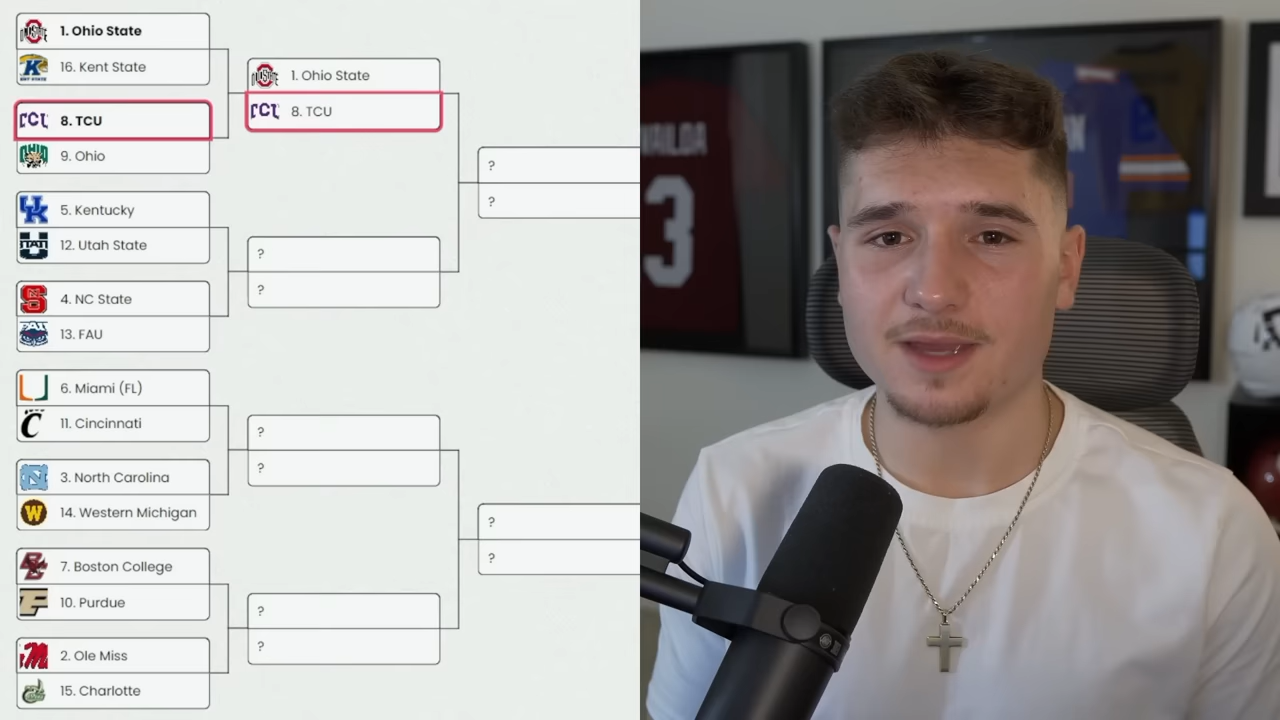 1. Ohio State
16. Kent State
8. TCU
9. Ohio
5. Kentucky
12. Utah State
4. NC State
13. FAU
6. Miami (FL)
11. Cincinnati
3. North Carolina
14. Western Michigan
7. Boston College
10. Purdue
2. Ole Miss
15. Charlotte
1. Ohio State
8. TCU
?
?
?
?
?
?
?
?
?
?
3